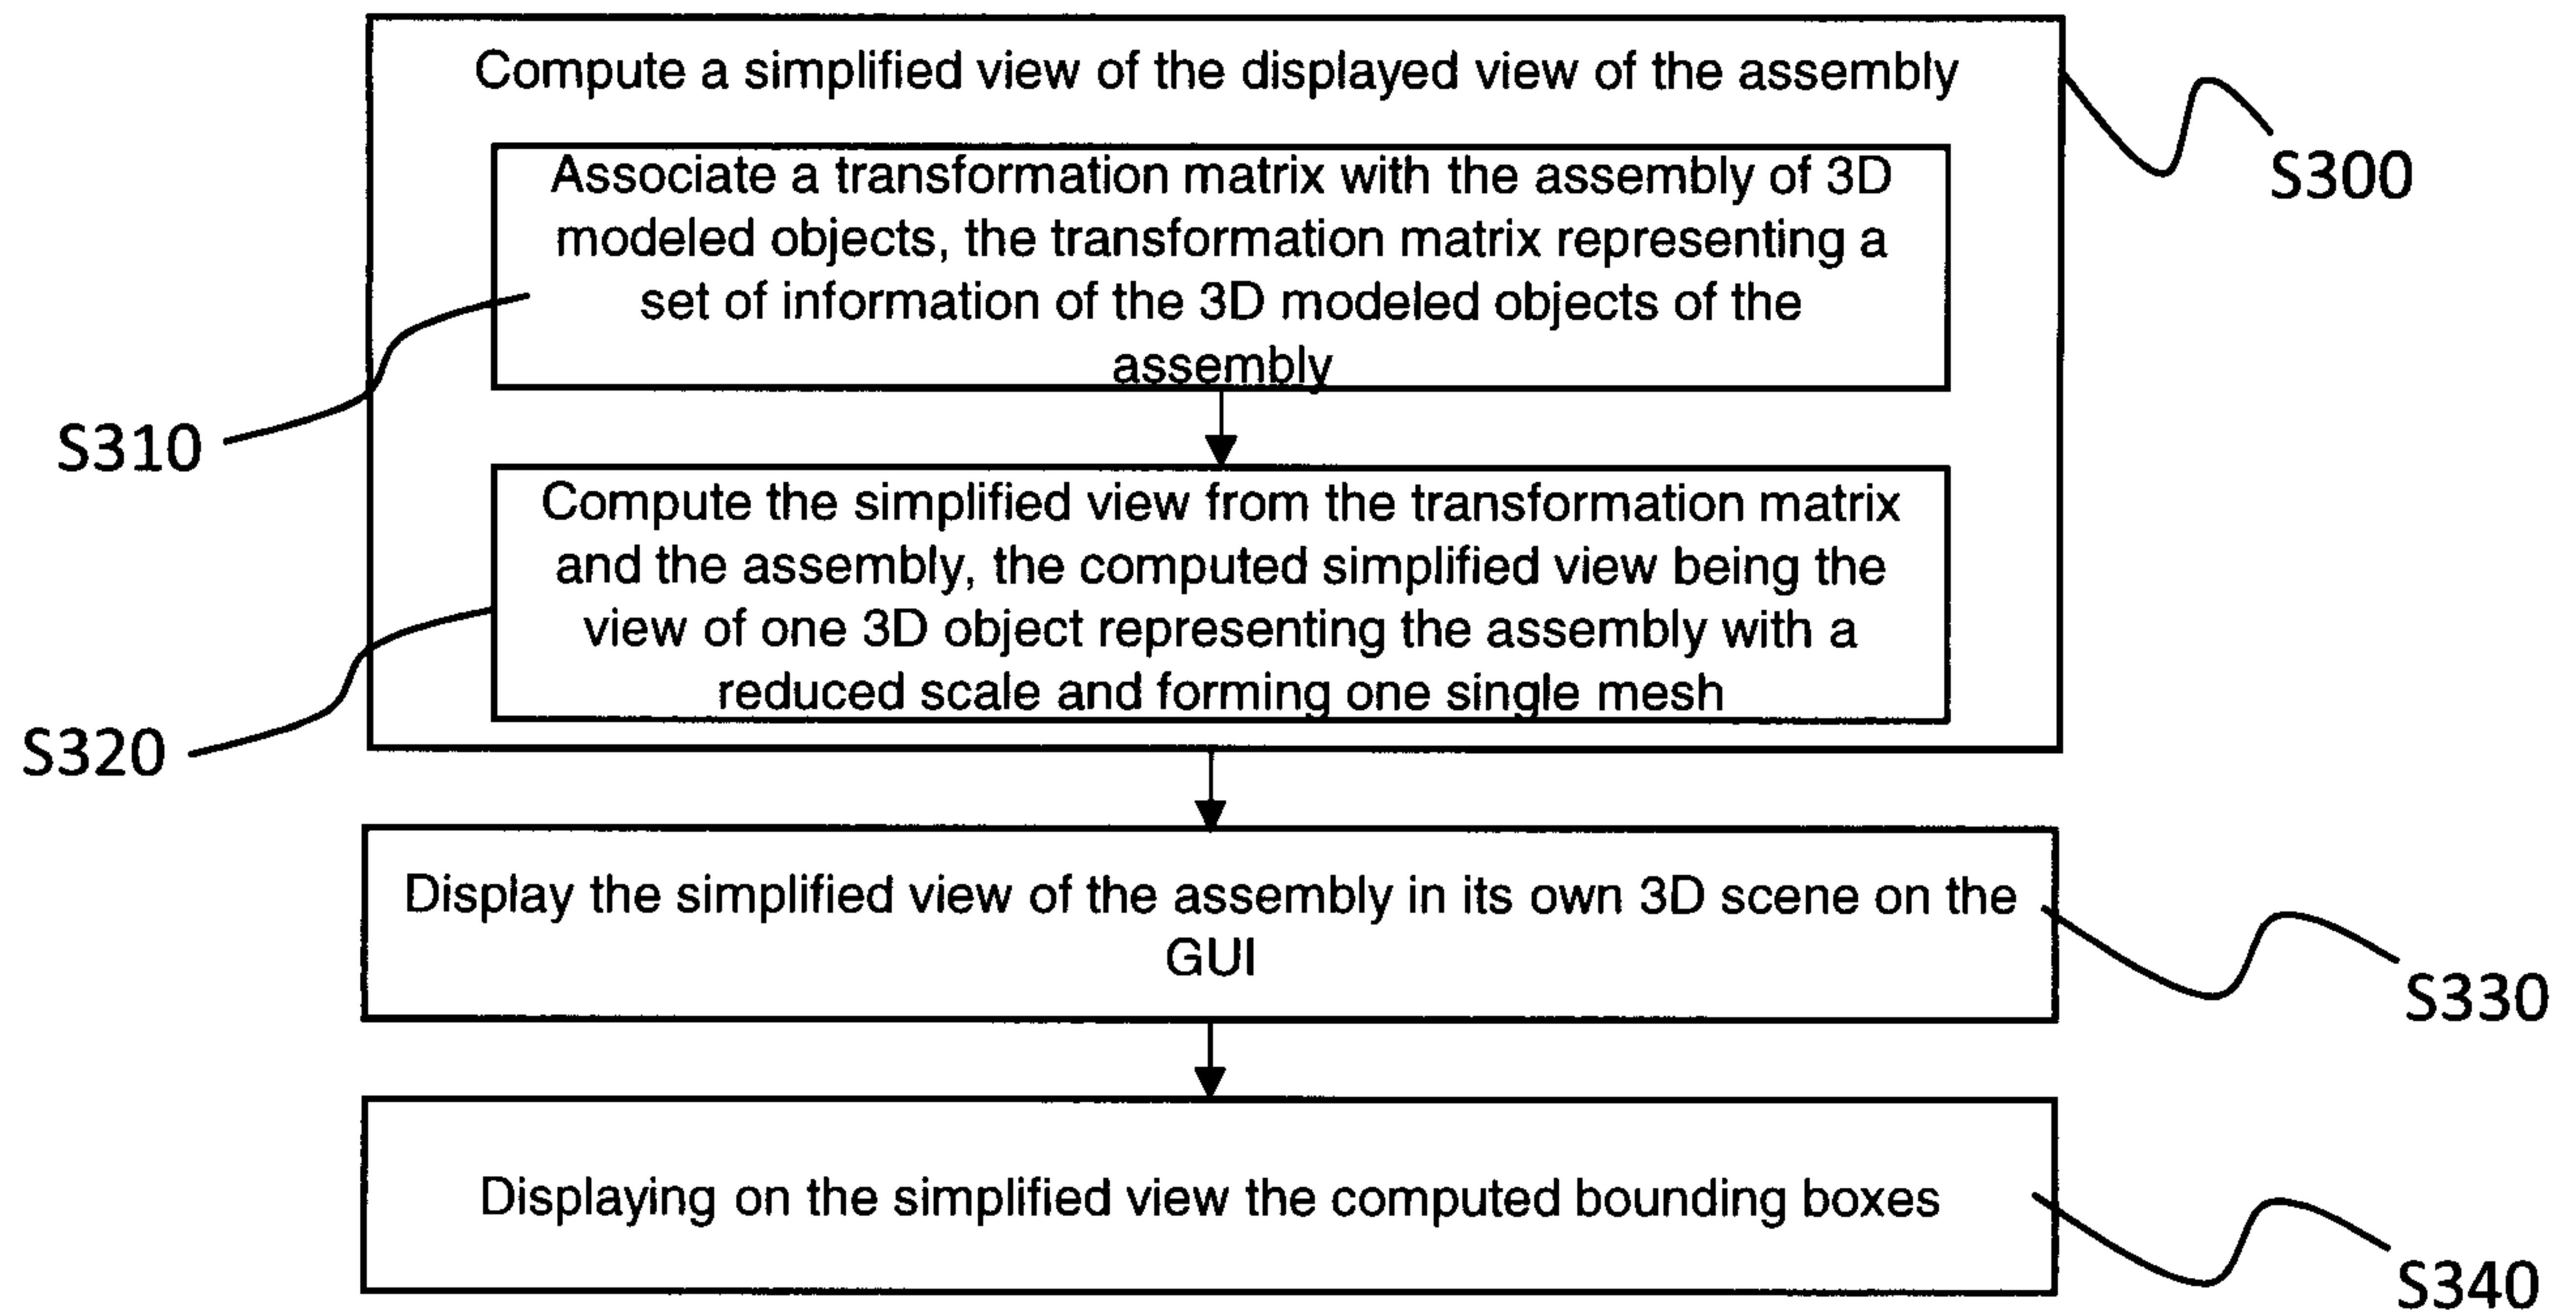 Compute a simplified view of the displayed view of the assembly
S300
Associate a transformation matrix with the assembly of 3D
modeled objects, the transformation matrix representing a
set of information of the 3D modeled objects of the
assembly
S310
Compute the simplified view from the transformation matrix
and the assembly, the computed simplified view being the
view of one 3D object representing the assembly with a
reduced scale and forming one single mesh
S320
Display the simplified view of the assembly in its own 3D scene on the
GUI
S330
Displaying on the simplified view the computed bounding boxes
S340